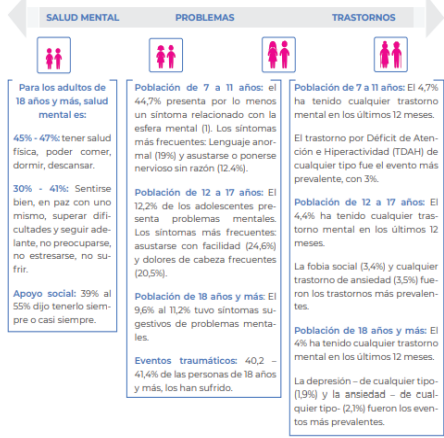 SALUD MENTAL
PROBLEMAS
TRASTORNOS
Para los adultos de
18 años y más, salud
mental es:
45% - 47%: tener salud
física, poder comer,
dormir, descansar.
30% - 41%: Sentirse
bien, en paz con uno
mismo, superar difi-
cultades y seguir ade-
lante, no preocuparse,
no estresarse, no su-
frir.
Apoyo social: 39% al
55% dijo tenerlo siem-
pre o casi siempre.
Población de 7 a 11 años: el
44,7% presenta por lo menos
un síntoma relacionado con la
esfera mental (1). Los síntomas
más frecuentes: Lenguaje anor-
mal (19%) y asustarse o ponerse
nervioso sin razón (12.4%).
Población de 12 a 17 años: El
12,2% de los adolescentes pre-
senta problemas mentales.
Los síntomas más frecuentes:
asustarse con facilidad (24,6%)
y dolores de cabeza frecuentes
(20,5%).
Población de 18 años y más: El
9,6% al 11,2% tuvo síntomas su-
gestivos de problemas menta-
les.
Eventos traumáticos: 40,2 –
41,4% de las personas de 18 años
y más, los han sufrido.
Población de 7 a 11 años: El 4,7%
ha tenido cualquier trastorno
mental en los últimos 12 meses.
El trastorno por Déficit de Aten-
ción e Hiperactividad (TDAH) de
cualquier tipo fue el evento más
prevalente, con 3%.
Población de 12 a 17 años: El
4,4% ha tenido cualquier tras-
torno mental en los últimos 12
meses.
La fobia social (3,4%) y cualquier
trastorno de ansiedad (3,5%) fue-
ron los trastornos más prevalen-
tes.
Población de 18 años y más: El
4% ha tenido cualquier trastorno
mental en los últimos 12 meses.
La depresión – de cualquier tipo-
(1,9%) y la ansiedad – de cual-
quier tipo- (2,1%) fueron los even-
tos más prevalentes.